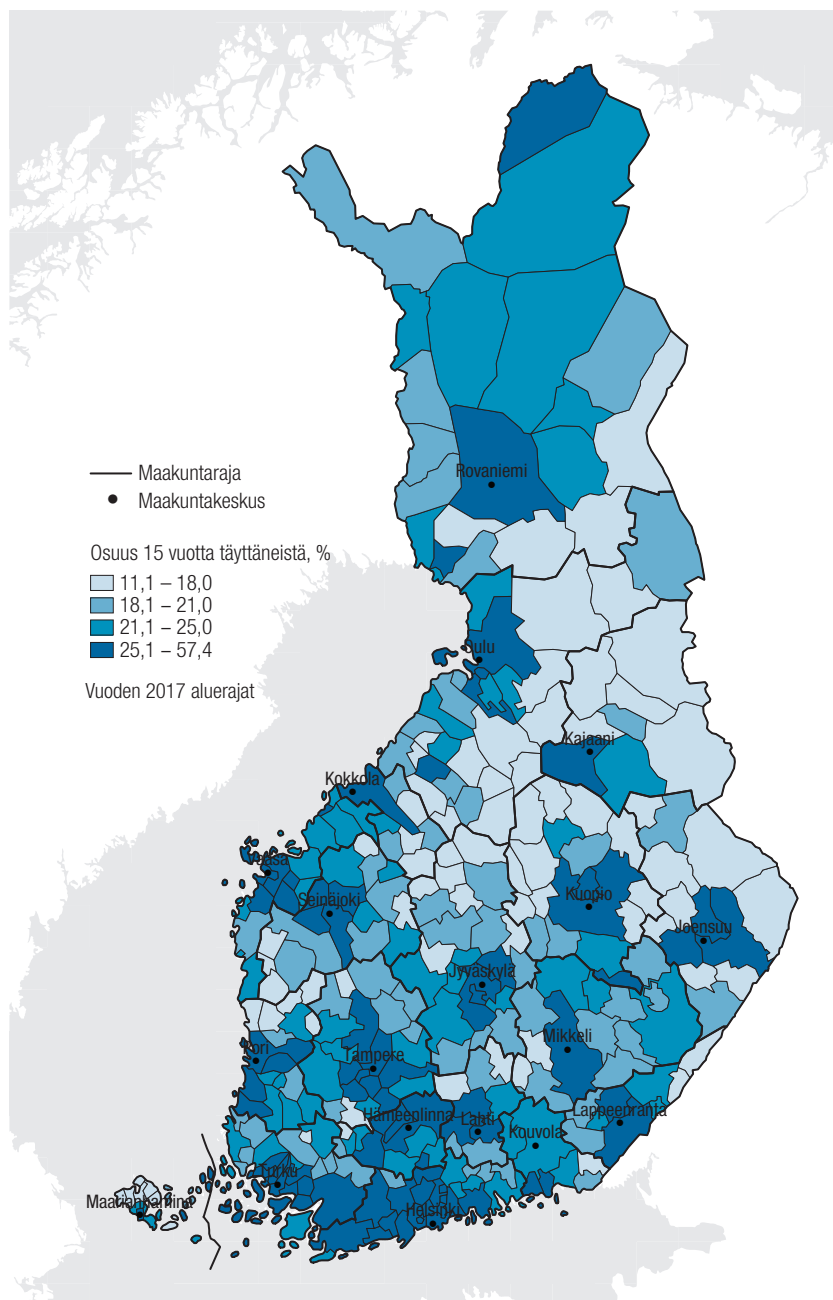 Maakuntaraja
Maakuntakeskus
Osuus 15 vuotta täyttäneistä, %
11,1 – 18,0
18,1 – 21,0
21,1 – 25,0
25,1 – 57,4
Vuoden 2017 aluerajat
Rovaniemi
Oulu
Kajaani
Kokkola
Vaasa
Seinäjoki
Kuopio
Joensuu
Jyväskylä
Mikkeli
Pori
Tampere
Hämeenlinna
Lahti
Lappeenranta
Kouvola
Turku
Maarianhamina
Helsinki